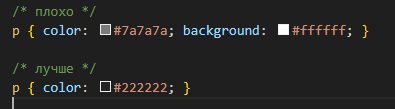 /* плохо */
p { color: #7a7a7a; background: #ffffff; }
/* лучше */
p { color: #222222; }